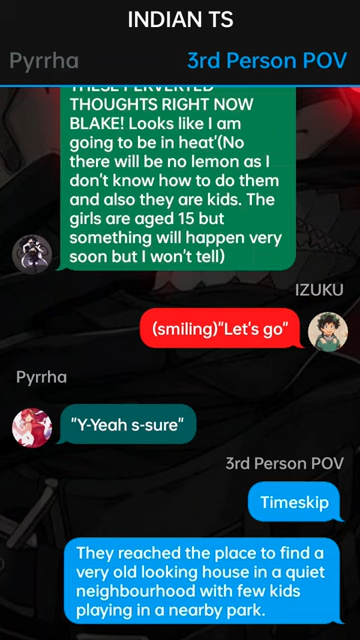 INDIAN TS
Pyrrha
3rd Person POV
THESE PERVERTED
THOUGHTS RIGHT NOW
BLAKE! Looks like I am
going to be in heat'(No
there will be no lemon as I
don't know how to do them
and also they are kids. The
girls are aged 15 but
something will happen very
soon but I won't tell)
IZUKU
(smiling)"Let's go"
Pyrrha
"Y-Yeah s-sure"
3rd Person POV
Timeskip
They reached the place to find a
very old looking house in a quiet
neighbourhood with few kids
playing in a nearby park.